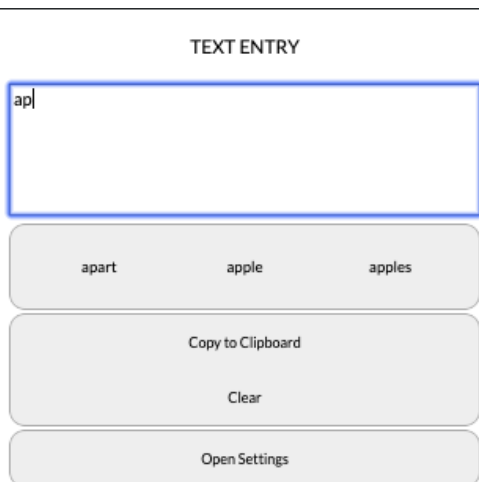 TEXT ENTRY
ap
apart apple apples
Copy to Clipboard
Clear
Open Settings